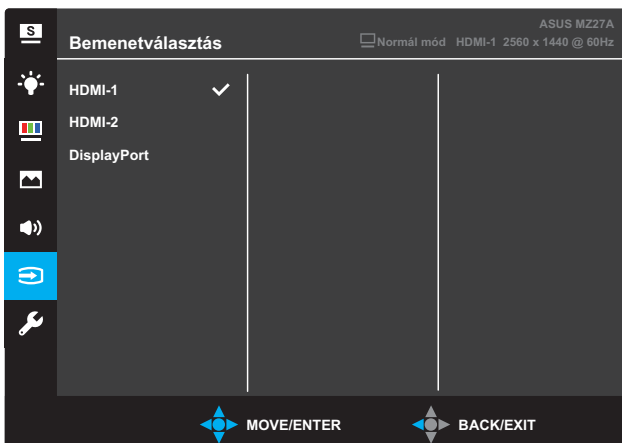 S
ASUS MZ27A
Bemenetválasztás
Normál mód HDMI-1 2560 x 1440 @ 60Hz
HDMI-1
HDMI-2
DisplayPort
MOVE/ENTER
BACK/EXIT